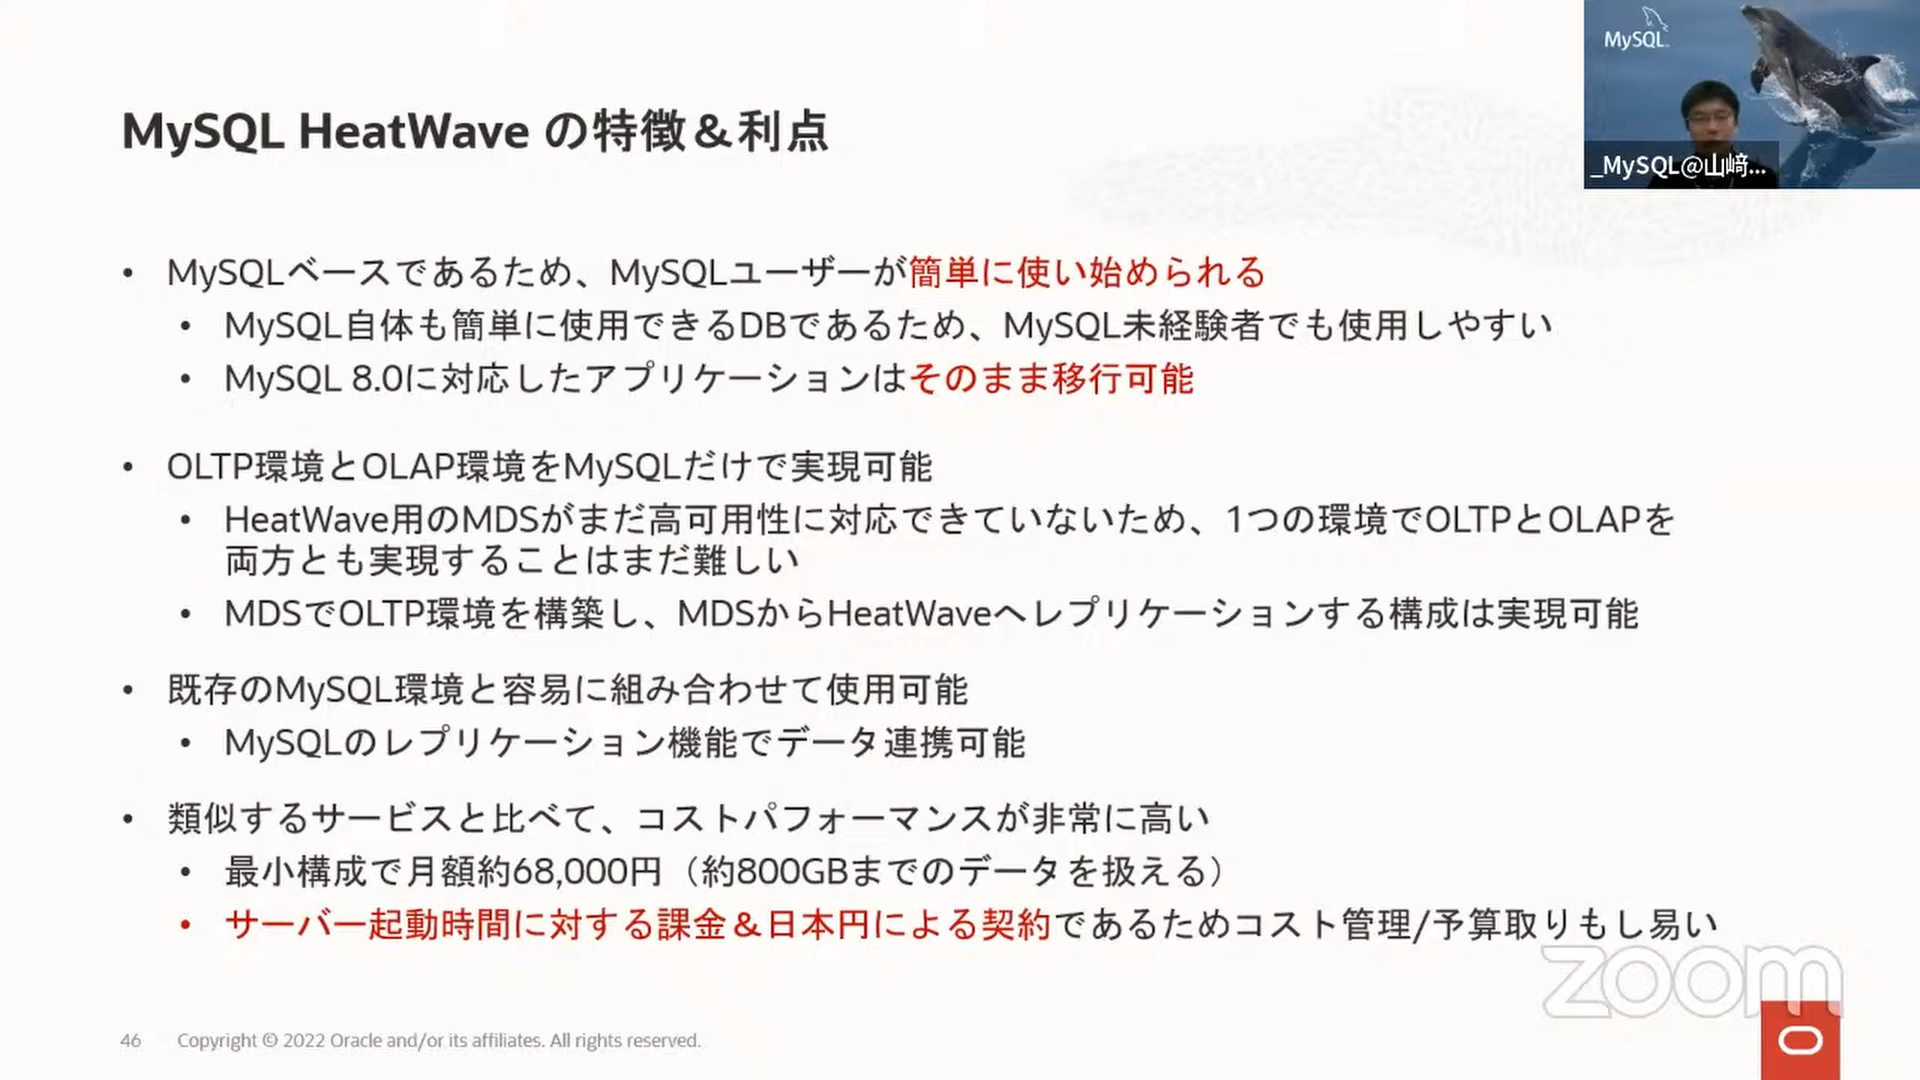 MySQL
_MySQL@山﨑...
MySQL HeatWave の特徴＆利点
• MySQLベースであるため、MySQLユーザーが簡単に使い始められる
• MySQL自体も簡単に使用できるDBであるため、MySQL未経験者でも使用しやすい
• MySQL 8.0に対応したアプリケーションはそのまま移行可能
• OLTP環境とOLAP環境をMySQLだけで実現可能
• HeatWave用のMDSがまだ高可用性に対応できていないため、1つの環境でOLTPとOLAPを
両方とも実現することはまだ難しい
• MDSでOLTP環境を構築し、MDSからHeatWaveへレプリケーションする構成は実現可能
• 既存のMySQL環境と容易に組み合わせて使用可能
• MySQLのレプリケーション機能でデータ連携可能
• 類似するサービスと比べて、コストパフォーマンスが非常に高い
• 最小構成で月額約68,000円（約800GBまでのデータを扱える）
• サーバー起動時間に対する課金＆日本円による契約であるためコスト管理/予算取りもし易い
zoom
46 Copyright © 2022 Oracle and/or its affiliates. All rights reserved.